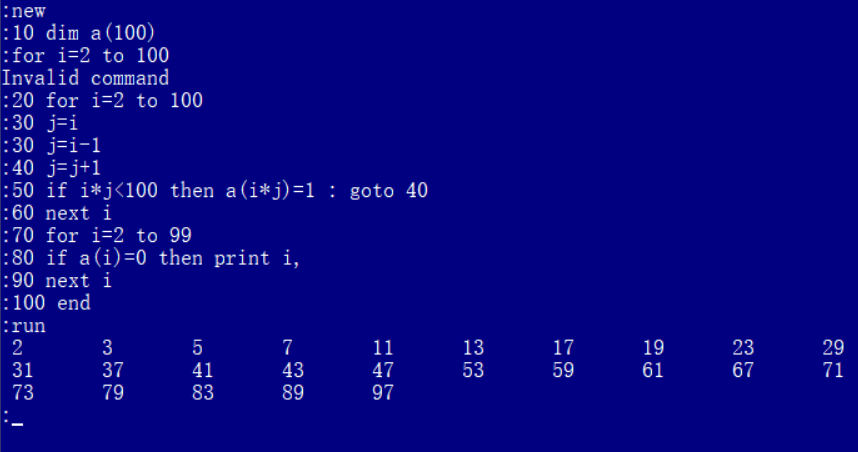 :new
:10 dim a(100)
:for i=2 to 100
Invalid command
:20 for i=2 to 100
:30 j=i
:30 j=i-1
:40 j=j+1
:50 if i*j<100 then a(i*j)=1 : goto 40
:60 next i
:70 for i=2 to 99
:80 if a(i)=0 then print i,
:90 next i
:100 end
:run
2 3 5 7 11 13 17 19 23 29
31 37 41 43 47 53 59 61 67 71
73 79 83 89 97
:_